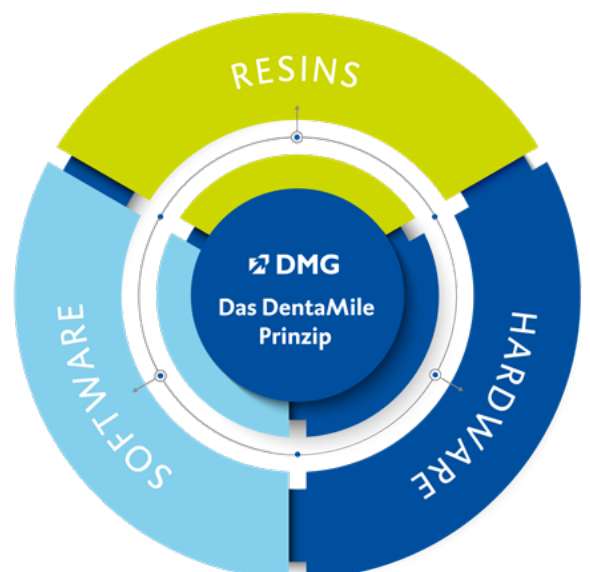 RESINS
DMG
Das DentaMile
Prinzip
SOFTWARE
HARDWARE